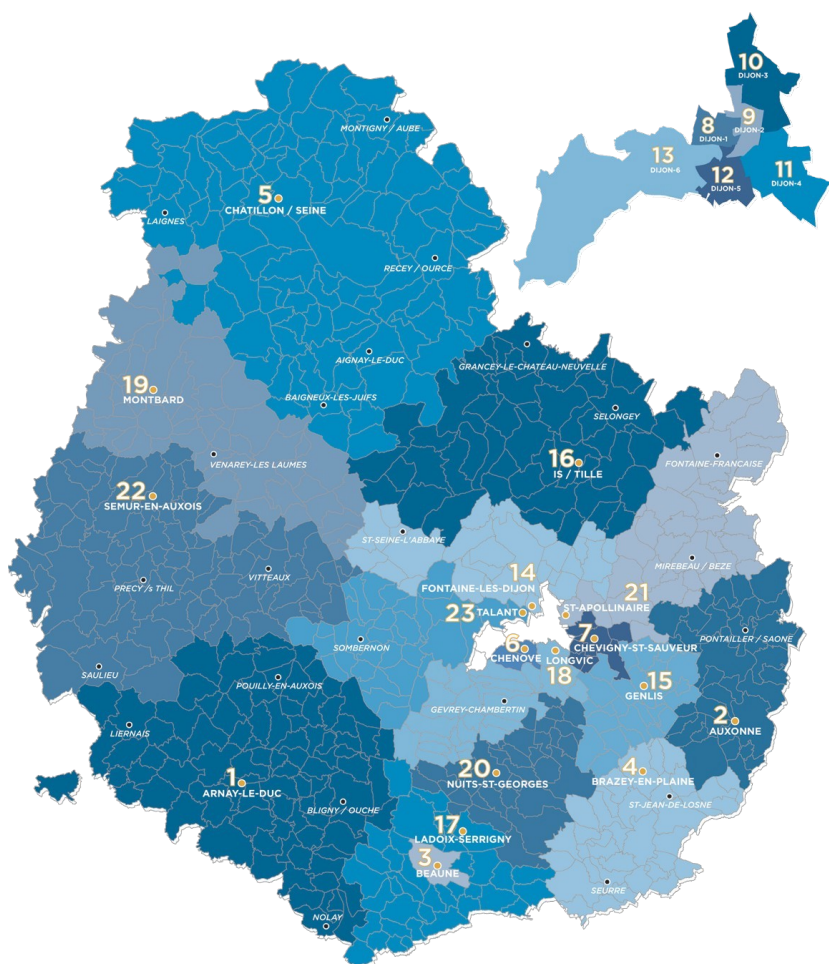 10
DIJON-3
8
DIJON-1
9
DIJON-2
13
DIJON-6
12
DIJON-5
11
DIJON-4
MONTIGNY / AUBE
5
CHATILLON / SEINE
LAIGNES
RECEY / OURCE
AIGNAY-LE-DUC
GRANCEY-LE-CHATEAU-NEUVELLE
19
MONTBARD
BAIGNEUX-LES-JUIFS
SELONGEY
VENAREY-LES LAUMES
16
IS / TILLE
FONTAINE-FRANCAISE
22
SEMUR-EN-AUXOIS
ST-SEINE-L'ABBAYE
MIREBEAU / BEZE
PRECY /s THIL
VITTEAUX
14
FONTAINE-LES-DIJON
21
ST-APOLLINAIRE
23 TALANT
SOMBERNON
6
CHENOVE
7
CHEVIGNY-ST-SAUVEUR
PONTAILLER / SAONE
LONGVIC
18
SAULIEU
POUILLY-EN-AUXOIS
15
GENLIS
GEVREY-CHAMBERTIN
LIERNAIS
2
AUXONNE
1
ARNAY-LE-DUC
20
NUITS-ST-GEORGES
4
BRAZEY-EN-PLAINE
BLIGNY / OUCHE
ST-JEAN-DE-LOSNE
17
LADOIX-SERRIGNY
3
BEAUNE
SEURRE
NOLAY